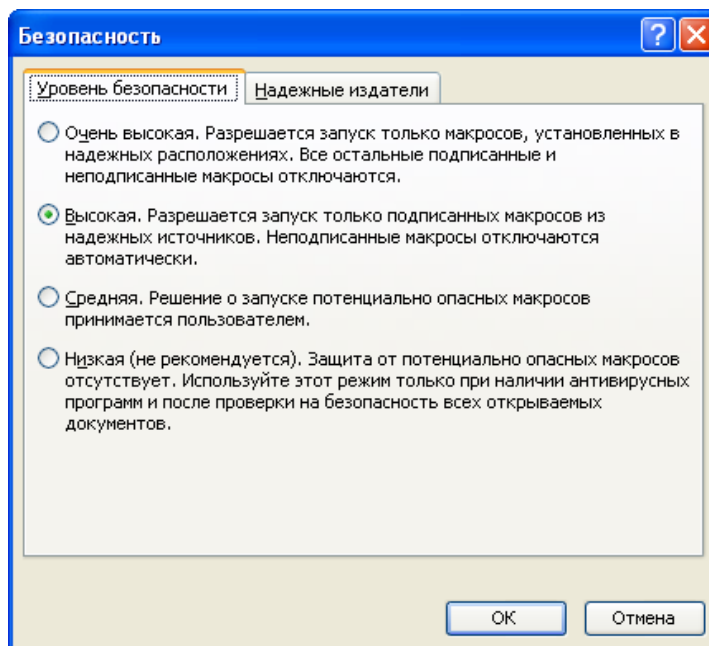 Безопасность
Уровень безопасности
Надежные издатели
Очень высокая. Разрешается запуск только макросов, установленных в
надежных расположениях. Все остальные подписанные и
неподписанные макросы отключаются.
Высокая. Разрешается запуск только подписанных макросов из
надежных источников. Неподписанные макросы отключаются
автоматически.
Средняя. Решение о запуске потенциально опасных макросов
принимается пользователем.
Низкая (не рекомендуется). Защита от потенциально опасных макросов
отсутствует. Используйте этот режим только при наличии антивирусных
программ и после проверки на безопасность всех открываемых
документов.
ОК
Отмена